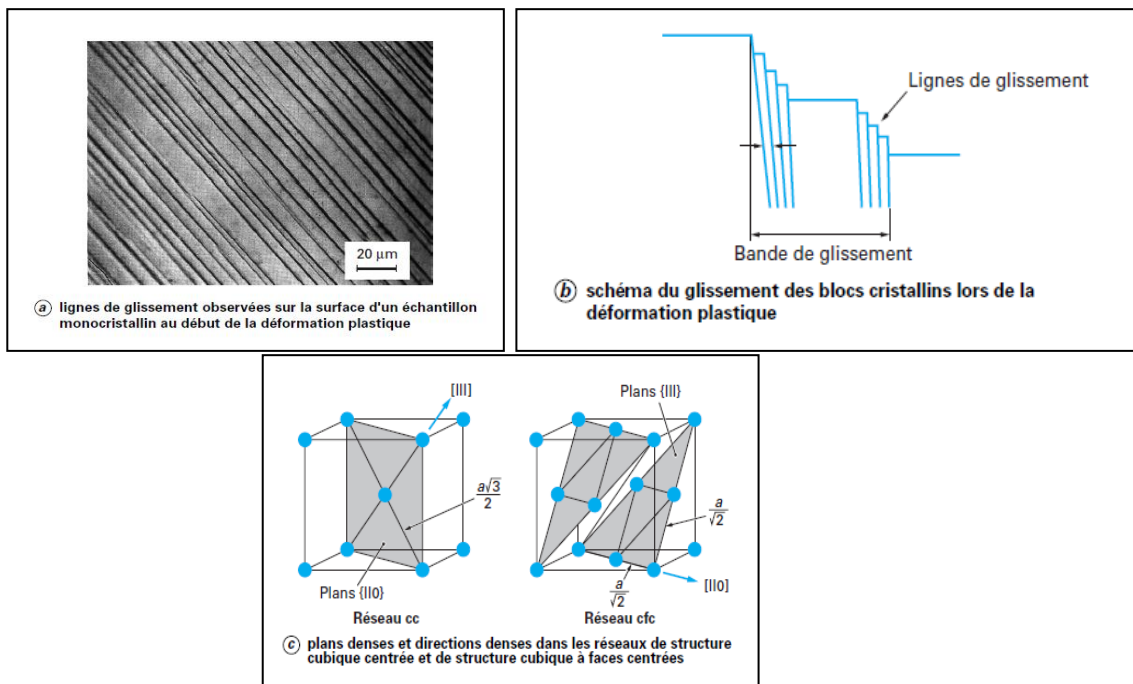 20 µm
ⓐ lignes de glissement observées sur la surface d'un échantillon
monocristallin au début de la déformation plastique
Lignes de glissement
Bande de glissement
ⓑ schéma du glissement des blocs cristallins lors de la
déformation plastique
[III]
Plans {III}
a√3/2
a/√2
Plans {II0}
a/√2
[II0]
Réseau cc
Réseau cfc
ⓒ plans denses et directions denses dans les réseaux de structure
cubique centrée et de structure cubique à faces centrées